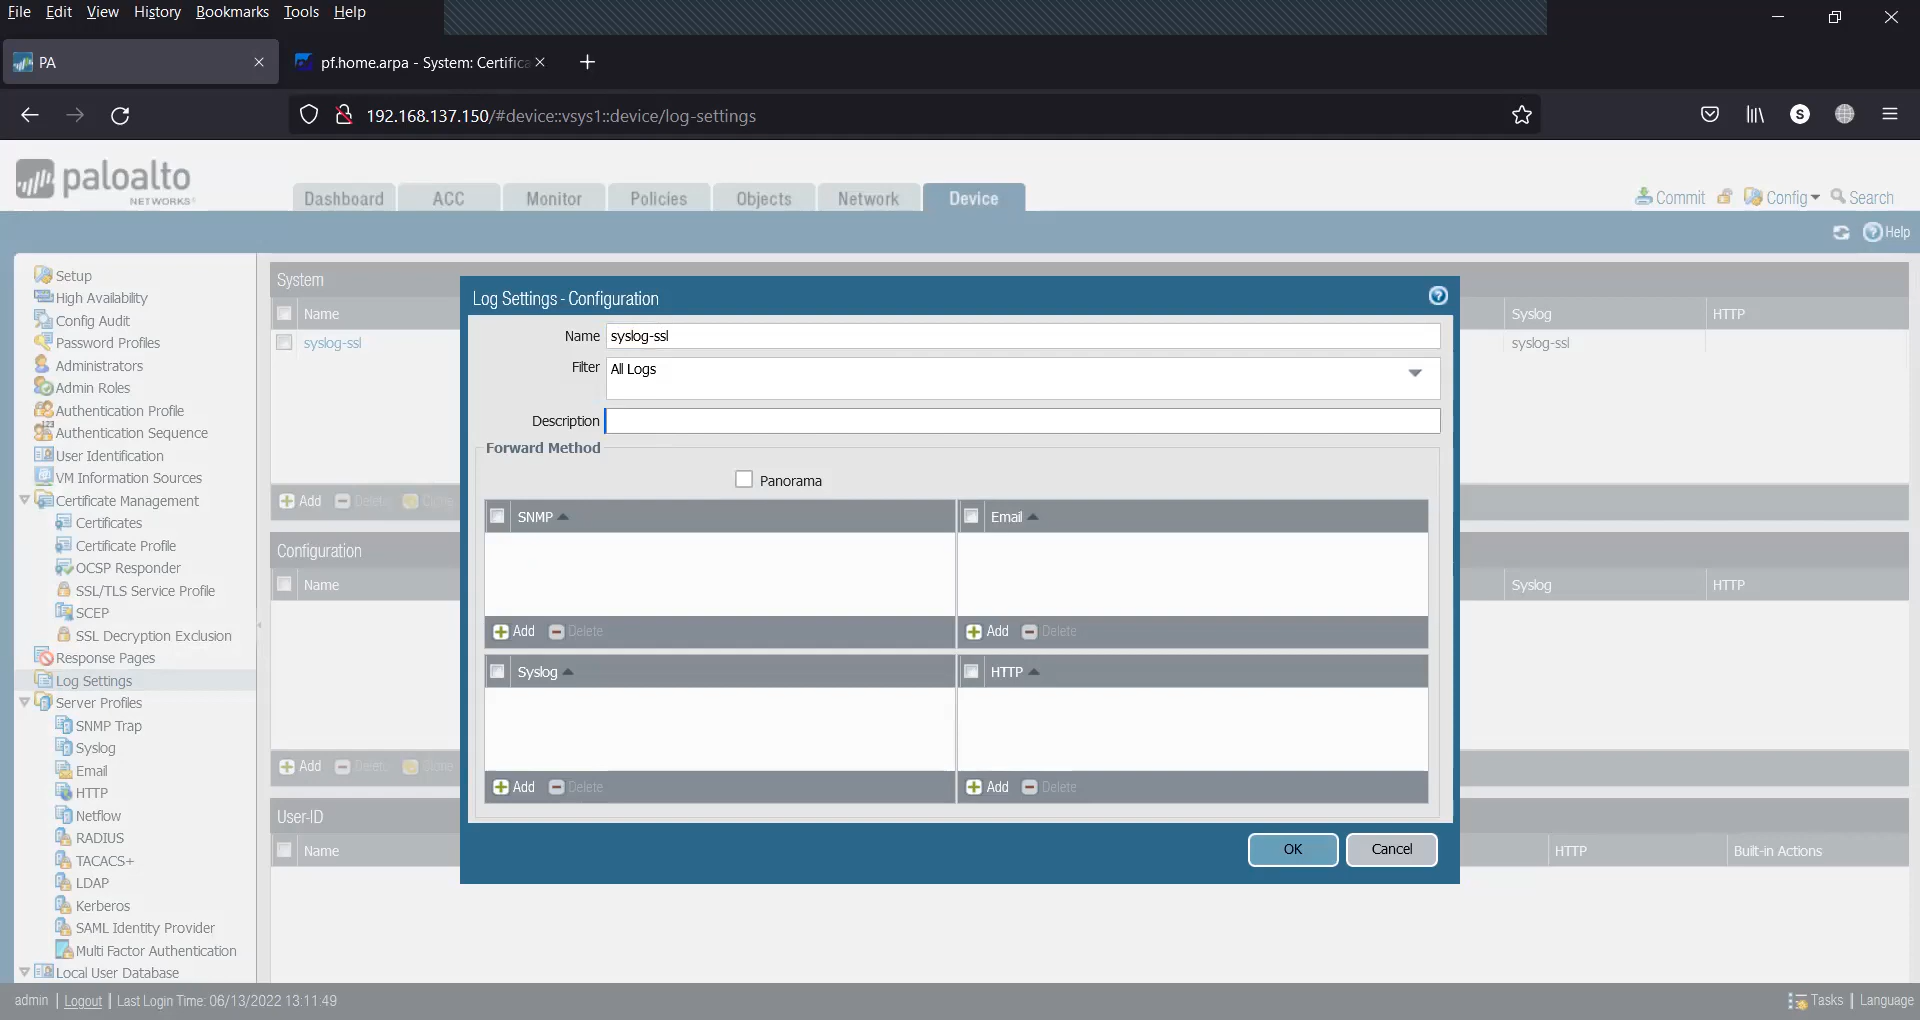 File Edit View History Bookmarks Tools Help
PA
pf.home.arpa - System: Certifica
192.168.137.150/#device::vsys1::device/log-settings
S
paloalto
NETWORKS
Dashboard ACC Monitor Policies Objects Network Device
Commit Config Search
Help
Setup
High Availability
Config Audit
Password Profiles
Administrators
Admin Roles
Authentication Profile
Authentication Sequence
User Identification
VM Information Sources
Certificate Management
Certificates
Certificate Profile
OCSP Responder
SSL/TLS Service Profile
SCEP
SSL Decryption Exclusion
Response Pages
Log Settings
Server Profiles
SNMP Trap
Syslog
Email
HTTP
Netflow
RADIUS
TACACS+
LDAP
Kerberos
SAML Identity Provider
Multi Factor Authentication
Local User Database
System
Name Syslog HTTP
syslog-ssl syslog-ssl
Add Delete Clone
Configuration
Name Syslog HTTP
Add Delete Clone
User-ID
Name HTTP Built-in Actions
Log Settings - Configuration
Name syslog-ssl
Filter All Logs
Description
Forward Method
Panorama
SNMP Email
Add Delete Add Delete
Syslog HTTP
Add Delete Add Delete
OK Cancel
admin | Logout | Last Login Time: 06/13/2022 13:11:49
Tasks | Language